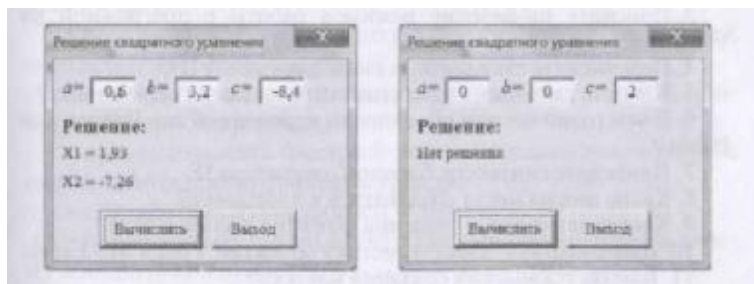 Решение квадратного уравнения
a= 0,6 b= 3,2 c= -8,4
Решение:
X1 = 1,93
X2 = -7,26
Вычислить Выход
Решение квадратного уравнения
a= 0 b= 0 c= 2
Решение:
Нет решения
Вычислить Выход